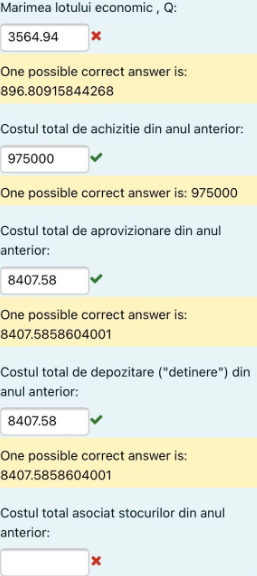 Marimea lotului economic , Q:
3564.94
One possible correct answer is:
896.80915844268
Costul total de achizitie din anul anterior:
975000
One possible correct answer is: 975000
Costul total de aprovizionare din anul
anterior:
8407.58
One possible correct answer is:
8407.5858604001
Costul total de depozitare ("detinere") din
anul anterior:
8407.58
One possible correct answer is:
8407.5858604001
Costul total asociat stocurilor din anul
anterior: